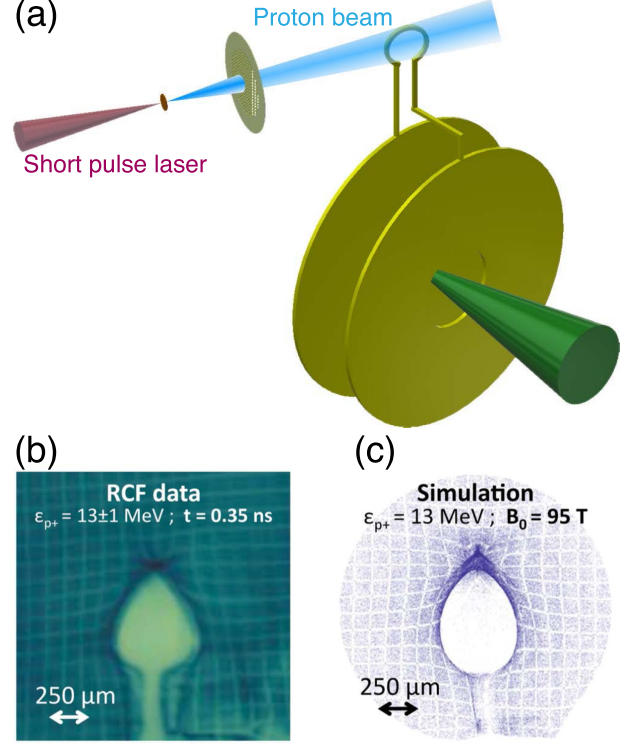 (a)
Proton beam
Short pulse laser
(b)
RCF data
εp+ = 13±1 MeV ; t = 0.35 ns
250 μm
(c)
Simulation
εp+ = 13 MeV ; B0 = 95 T
250 μm